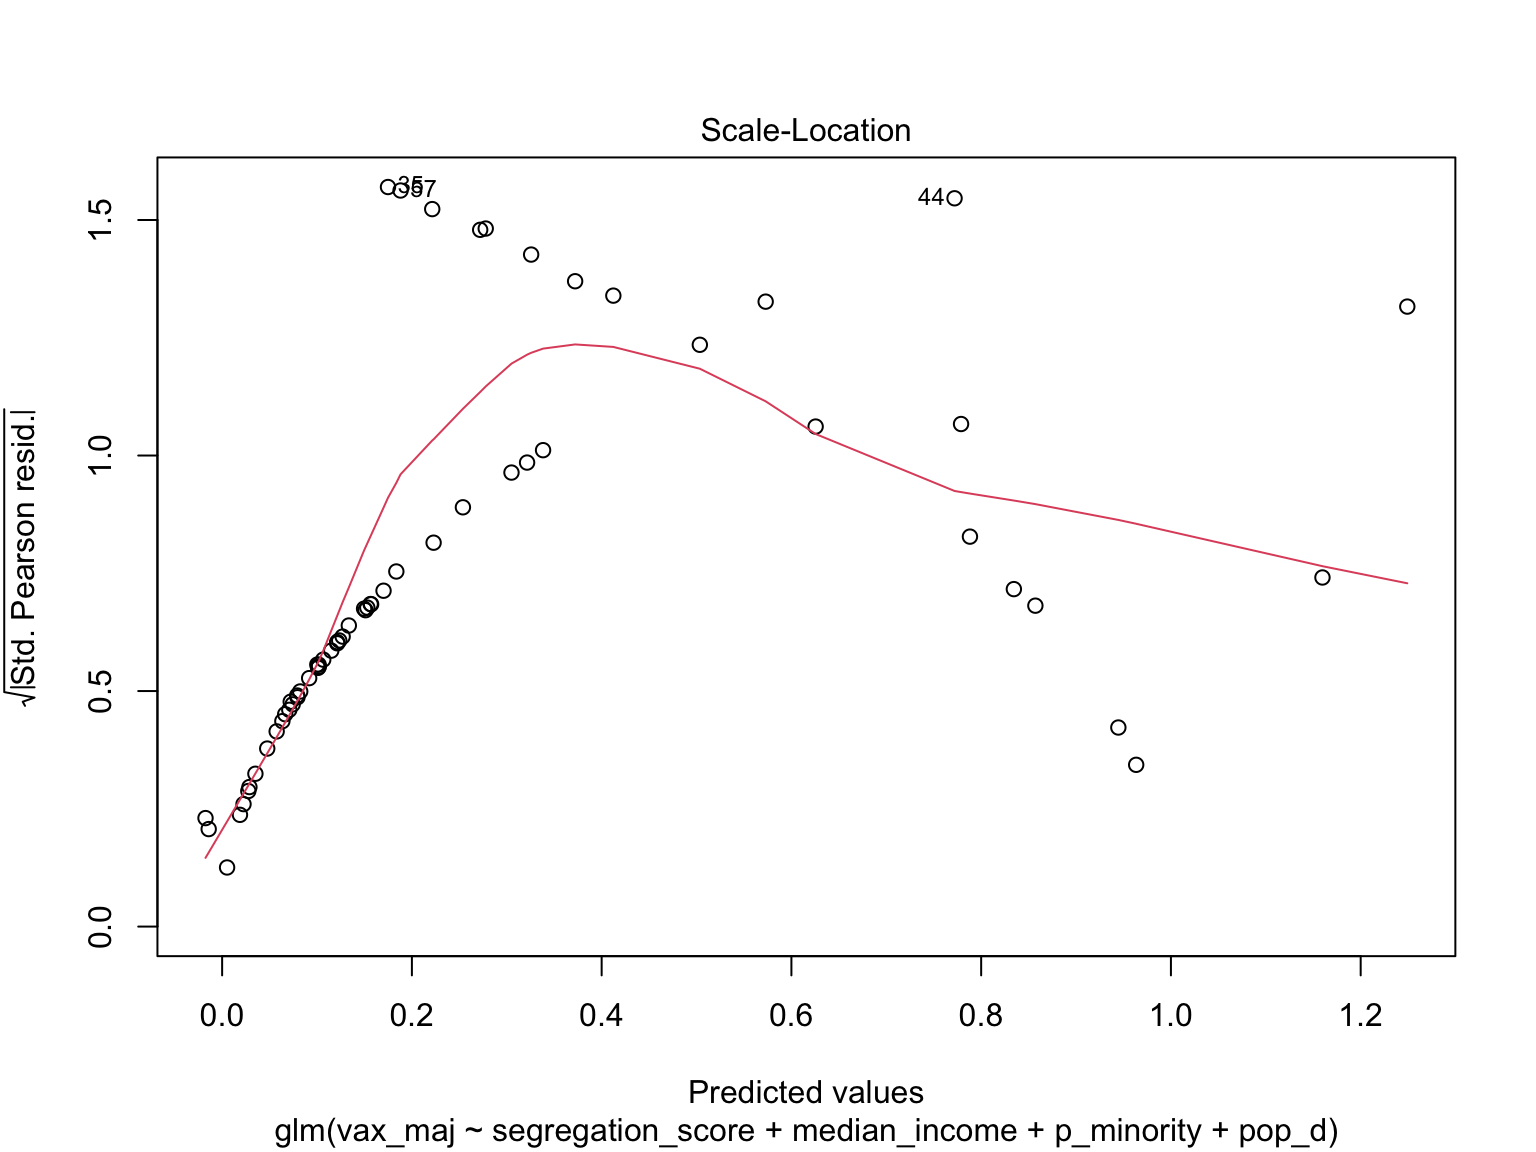 Scale-Location
√|Std. Pearson resid.|
1.5
1.0
0.5
0.0
44
0.0 0.2 0.4 0.6 0.8 1.0 1.2
Predicted values
glm(vax_maj ~ segregation_score + median_income + p_minority + pop_d)